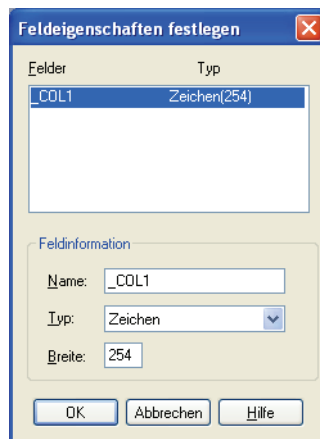 Feldeigenschaften festlegen
Felder Typ
_COL1 Zeichen(254)
Feldinformation
Name: _COL1
Typ: Zeichen
Breite: 254
OK Abbrechen Hilfe